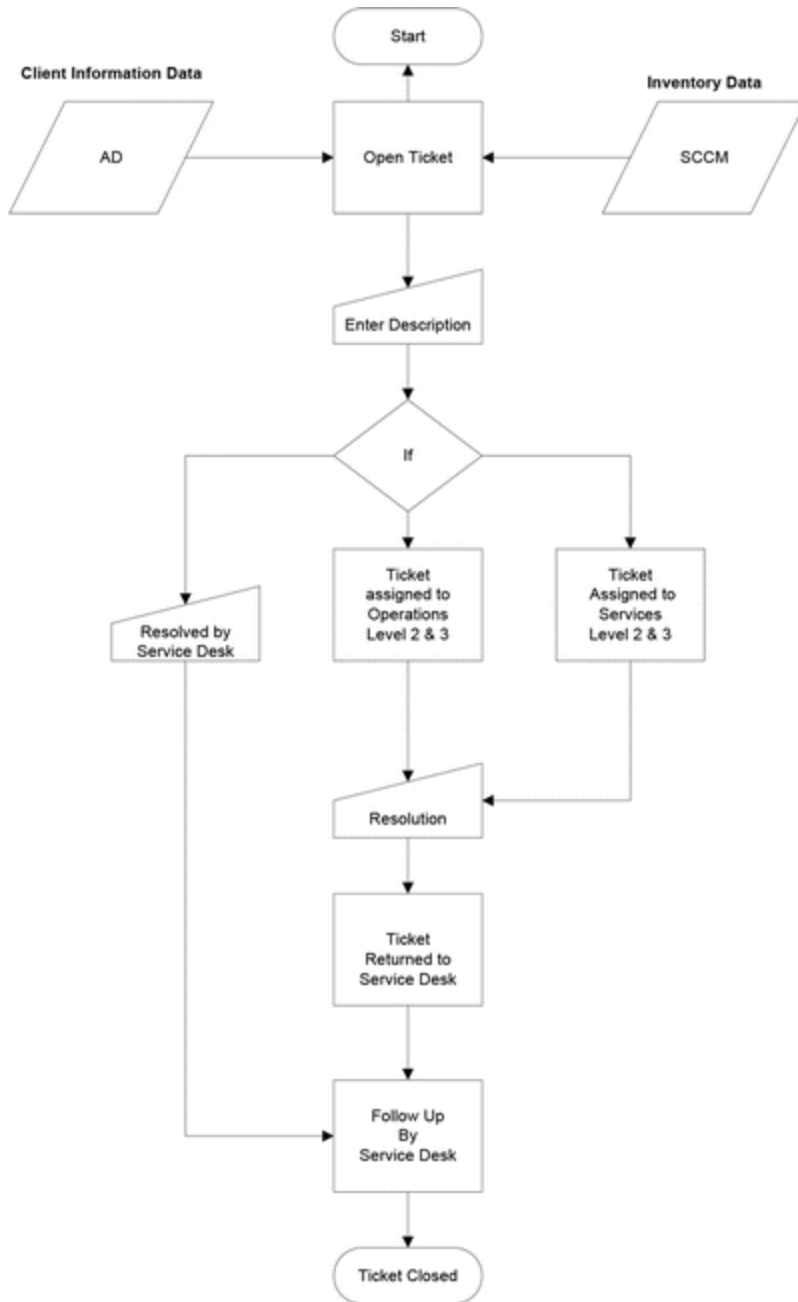 Start
Client Information Data
Inventory Data
AD
Open Ticket
SCCM
Enter Description
If
Resolved by
Service Desk
Ticket
assigned to
Operations
Level 2 & 3
Ticket
Assigned to
Services
Level 2 & 3
Resolution
Ticket
Returned to
Service Desk
Follow Up
By
Service Desk
Ticket Closed